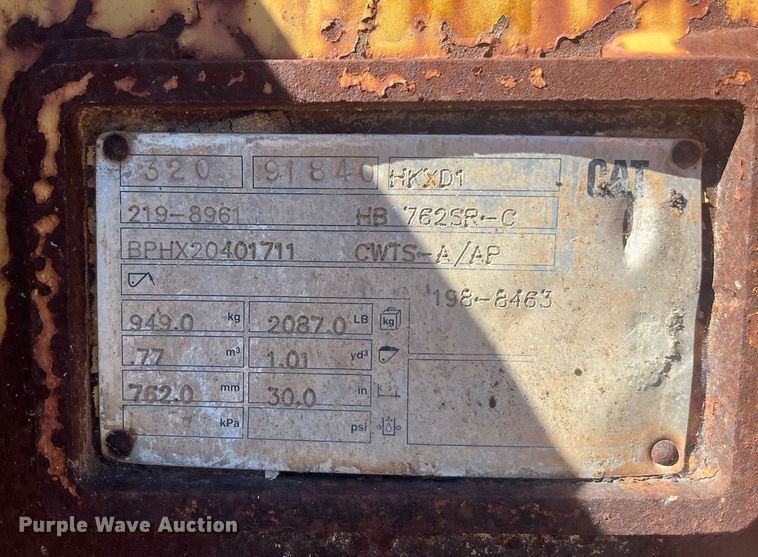 320 91840 HKXD1 CAT
219-8961 HB 762SR-C
BPHX20401711 CWTS-A/AP
198-8463
949.0 kg 2087.0 LB kg
.77 m³ 1.01 yd³
762.0 mm 30.0 in
kPa psi
Purple Wave Auction